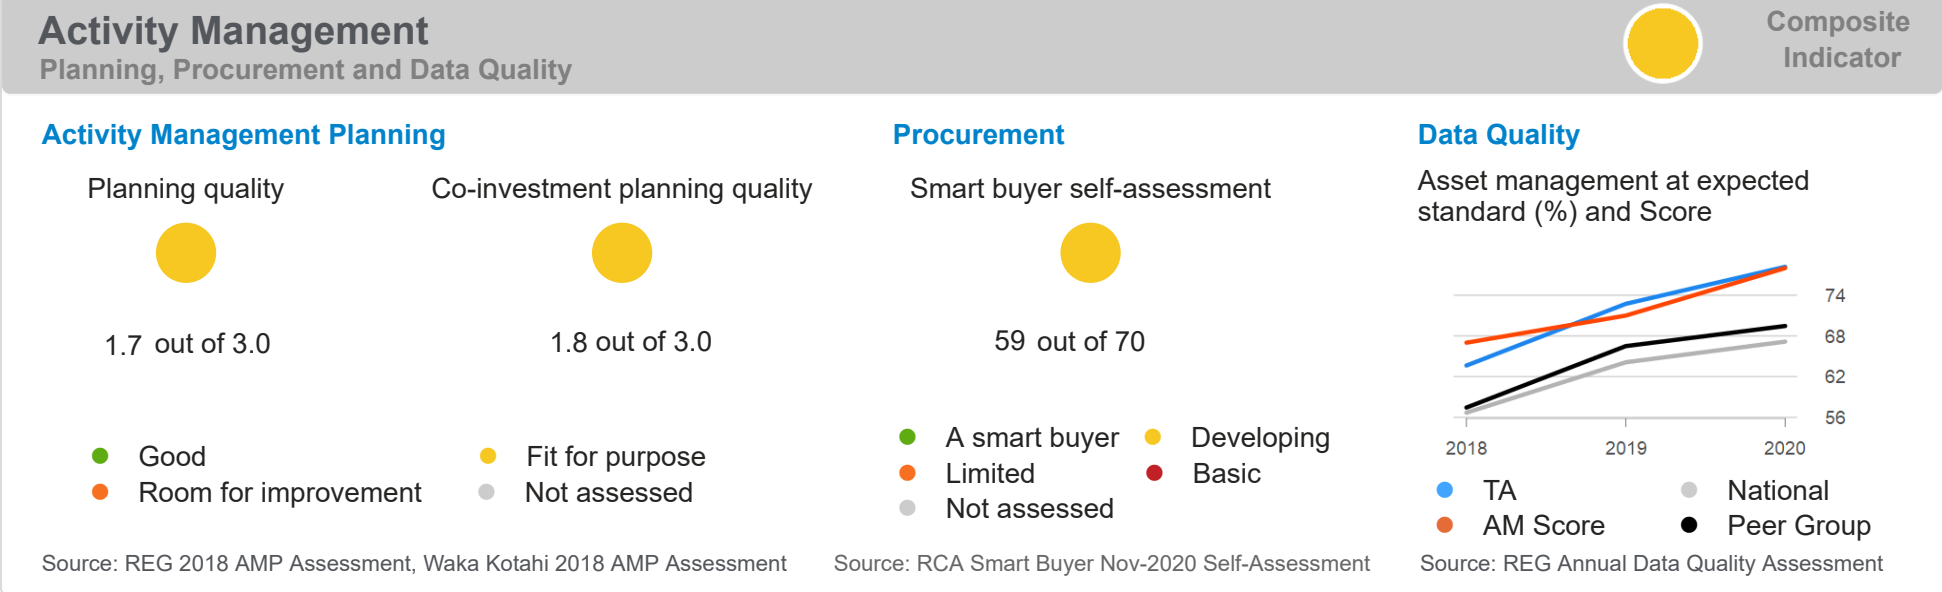 Activity Management
Planning, Procurement and Data Quality
Composite
Indicator
Activity Management Planning
Planning quality
Co-investment planning quality
1.7 out of 3.0
1.8 out of 3.0
Good
Fit for purpose
Room for improvement
Not assessed
Source: REG 2018 AMP Assessment, Waka Kotahi 2018 AMP Assessment
Procurement
Smart buyer self-assessment
59 out of 70
A smart buyer
Developing
Limited
Basic
Not assessed
Source: RCA Smart Buyer Nov-2020 Self-Assessment
Data Quality
Asset management at expected
standard (%) and Score
74
68
62
56
2018 2019 2020
TA
National
AM Score
Peer Group
Source: REG Annual Data Quality Assessment